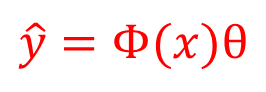 ŷ = Φ(x)θ